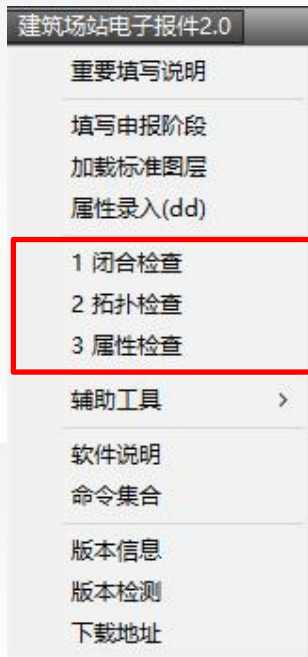 建筑场站电子报件2.0
重要填写说明
填写申报阶段
加载标准图层
属性录入(dd)
1 闭合检查
2 拓扑检查
3 属性检查
辅助工具 >
软件说明
命令集合
版本信息
版本检测
下载地址